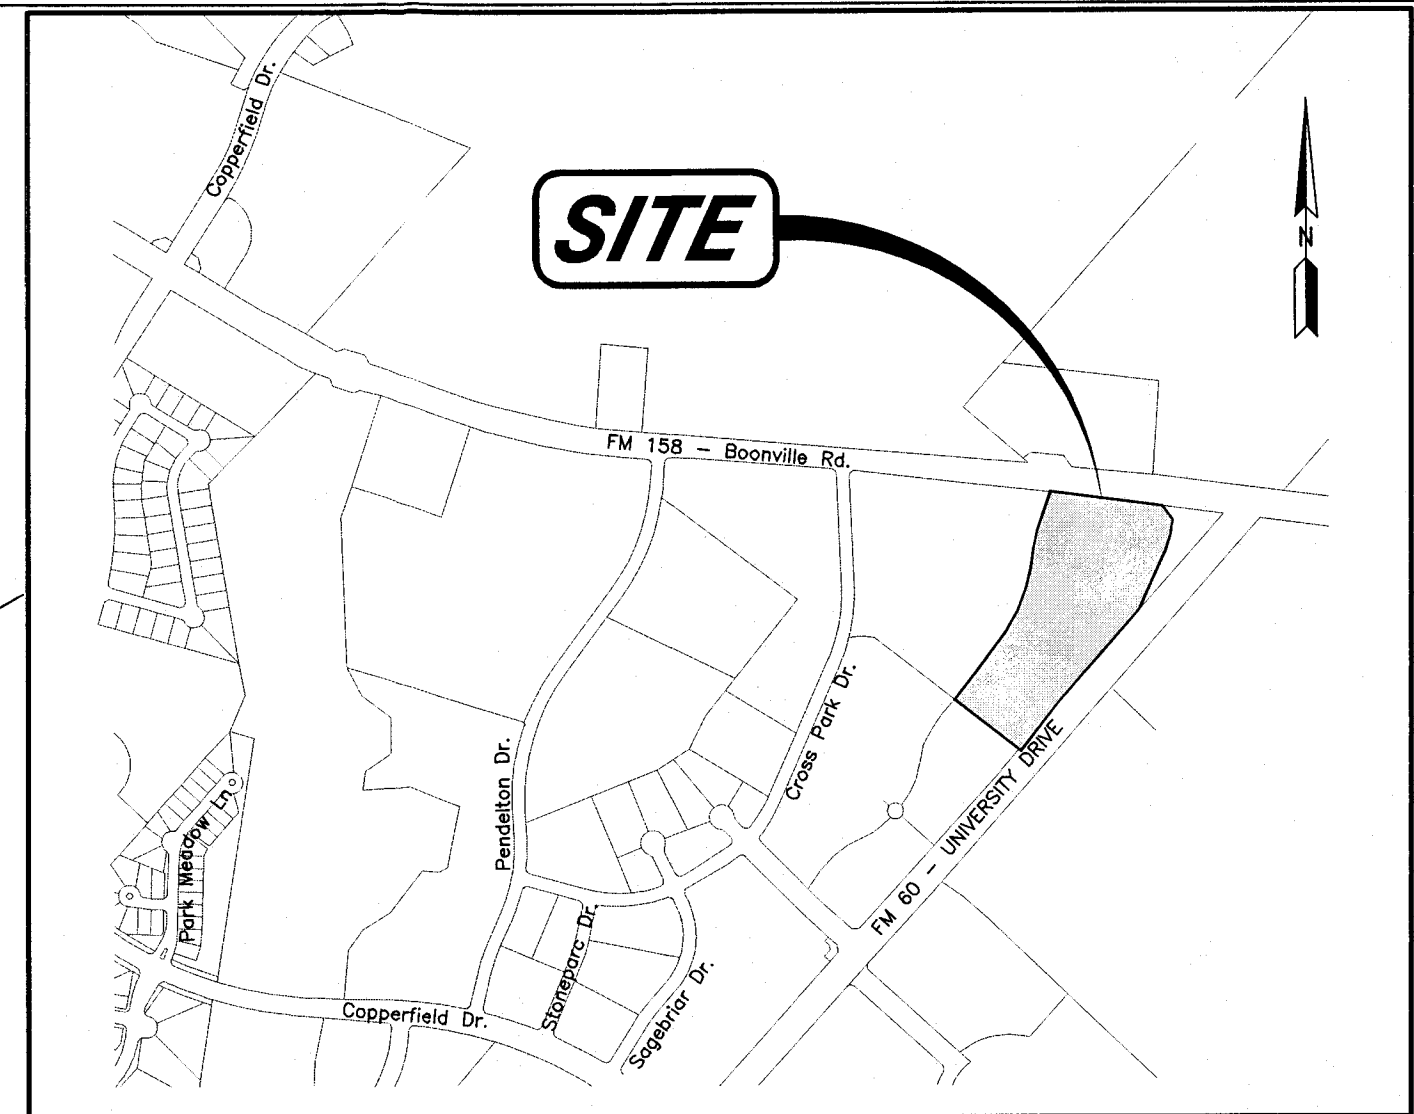 Copperfield Dr.
SITE
N
FM 158 - Boonville Rd.
Cross Park Dr.
Pendelton Dr.
FM 60 - UNIVERSITY DRIVE
Park Meadow Ln
Stoneparc Dr.
Sagebriar Dr.
Copperfield Dr.